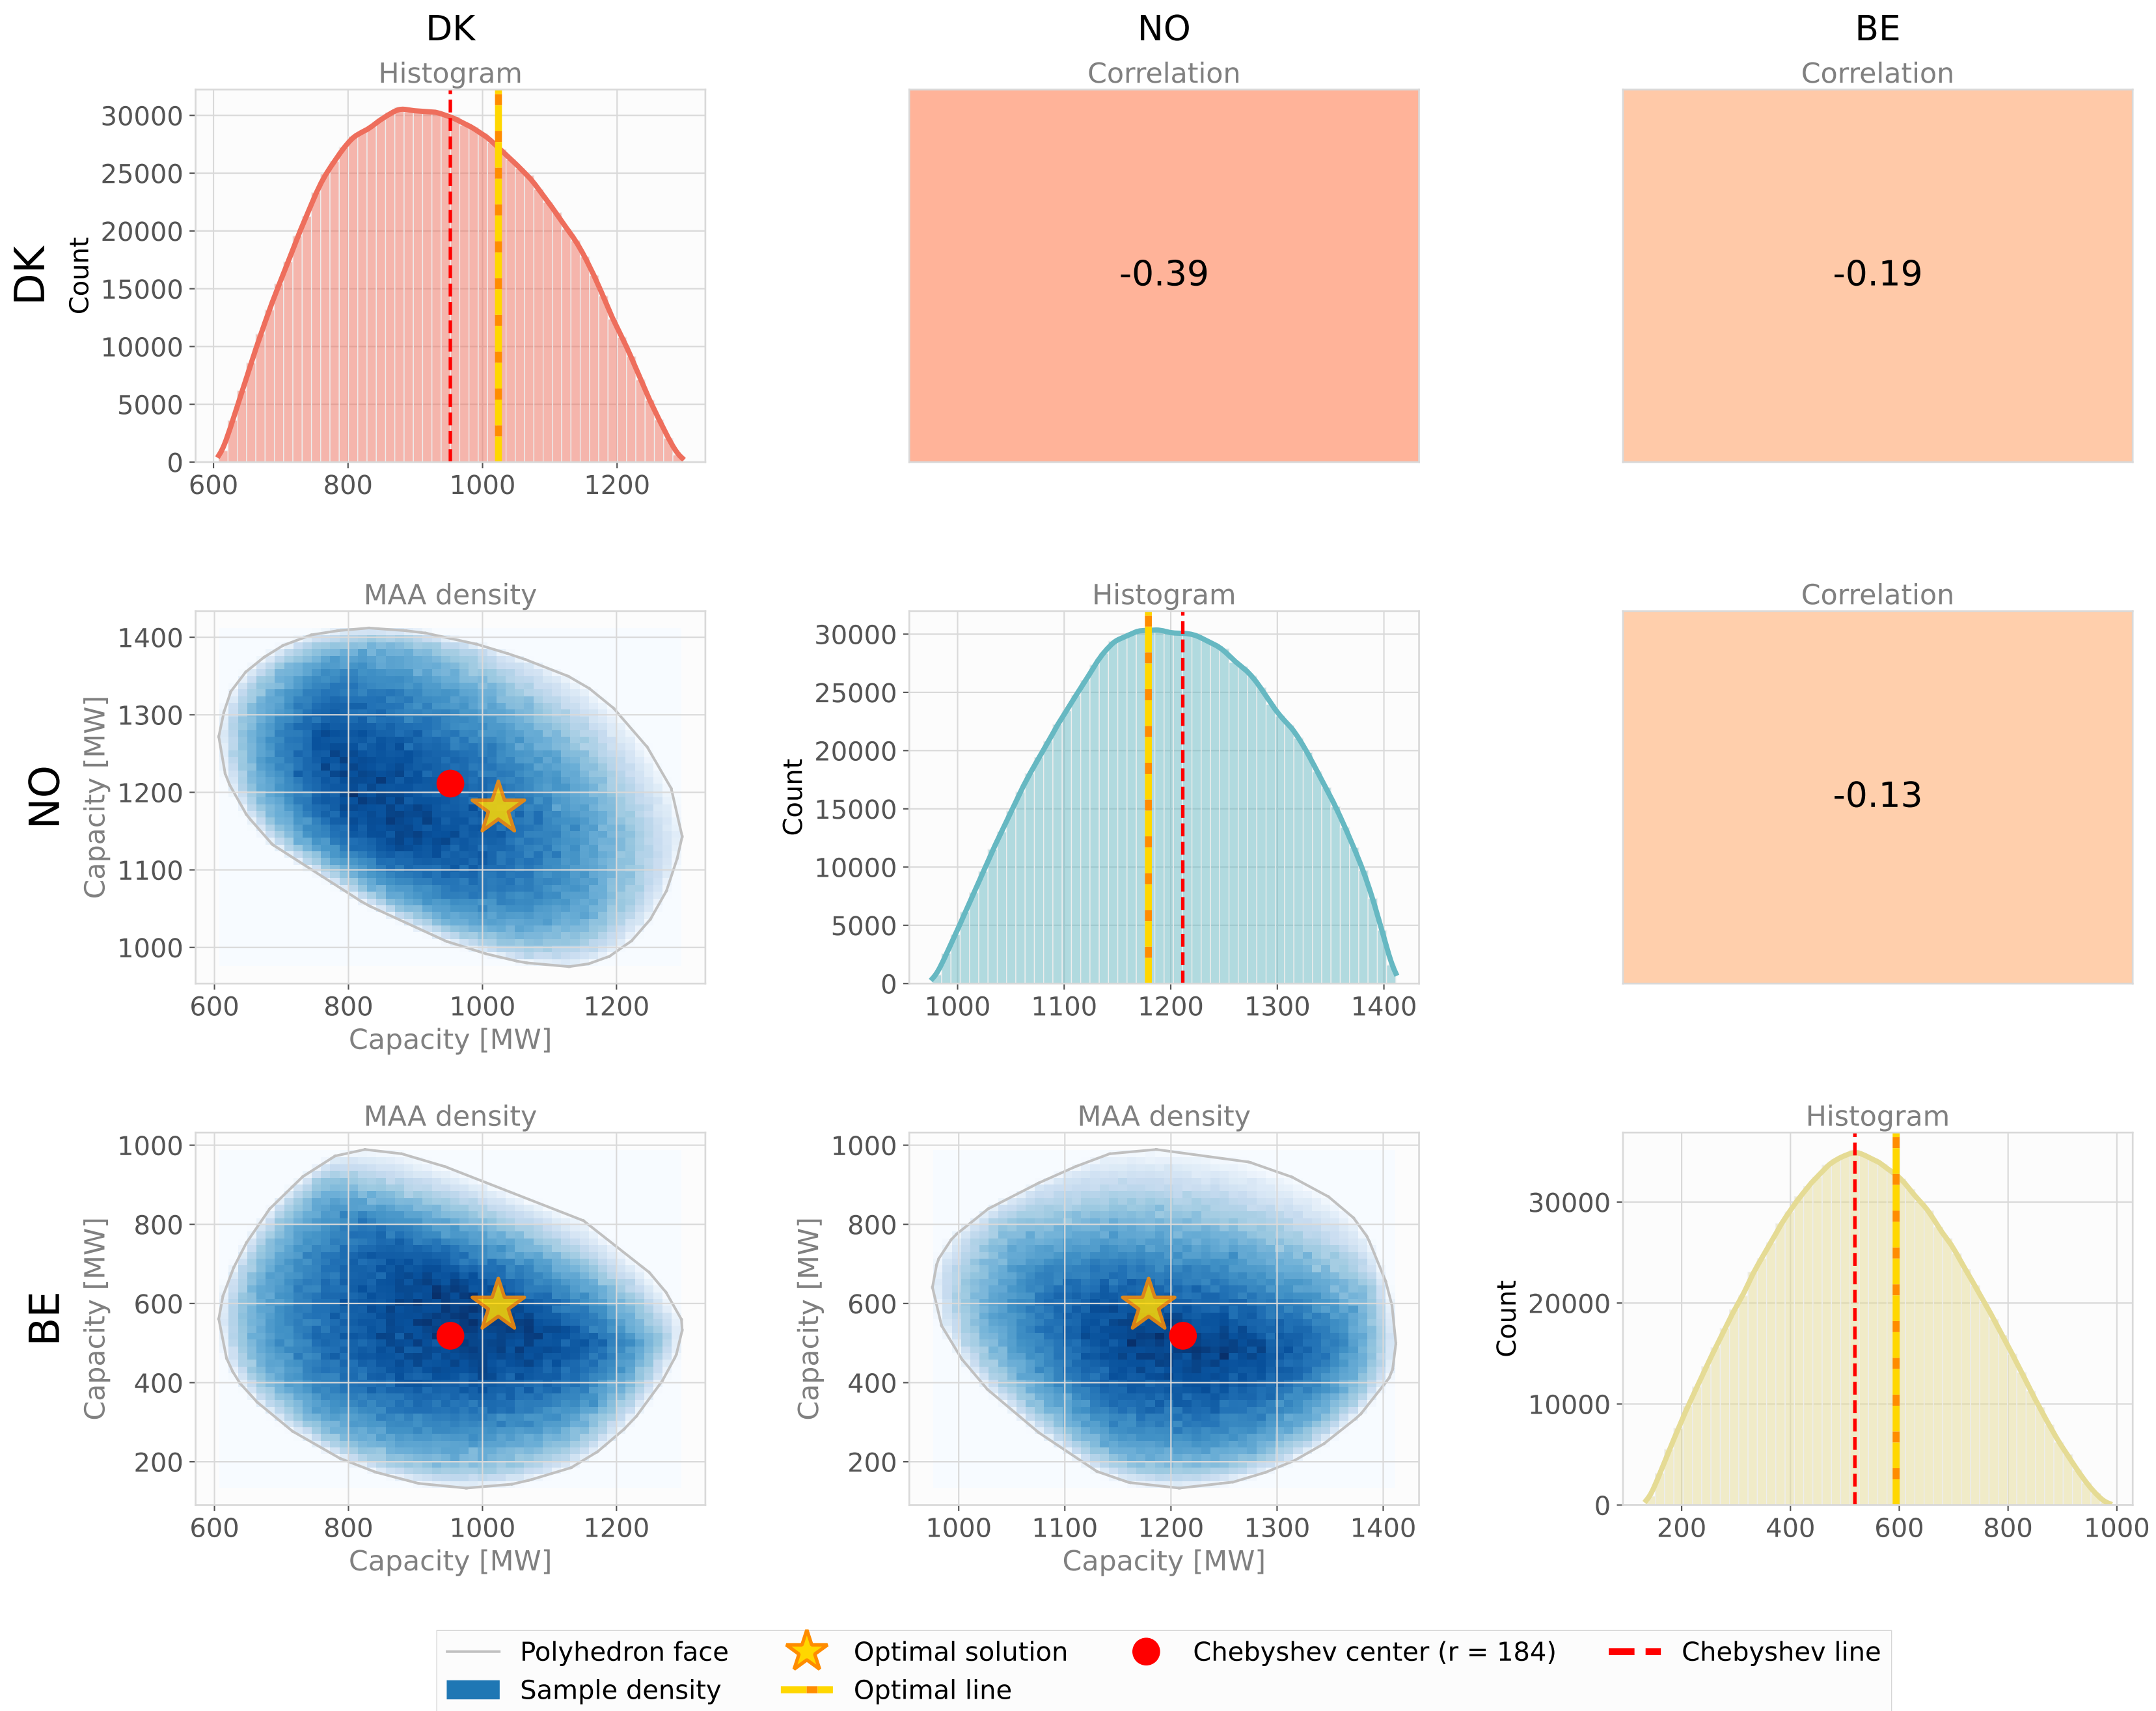 DK NO BE
Histogram Correlation Correlation
DK
Count
30000
25000
20000
15000
10000
5000
0
600 800 1000 1200
-0.39
-0.19
MAA density Histogram Correlation
NO
Capacity [MW]
1400
1300
1200
1100
1000
600 800 1000 1200
Capacity [MW]
Count
30000
25000
20000
15000
10000
5000
0
1000 1100 1200 1300 1400
-0.13
MAA density MAA density Histogram
BE
Capacity [MW]
1000
800
600
400
200
600 800 1000 1200
Capacity [MW]
Capacity [MW]
1000
800
600
400
200
1000 1100 1200 1300 1400
Capacity [MW]
Count
30000
20000
10000
0
200 400 600 800 1000
Polyhedron face Optimal solution Chebyshev center (r = 184) Chebyshev line
Sample density Optimal line